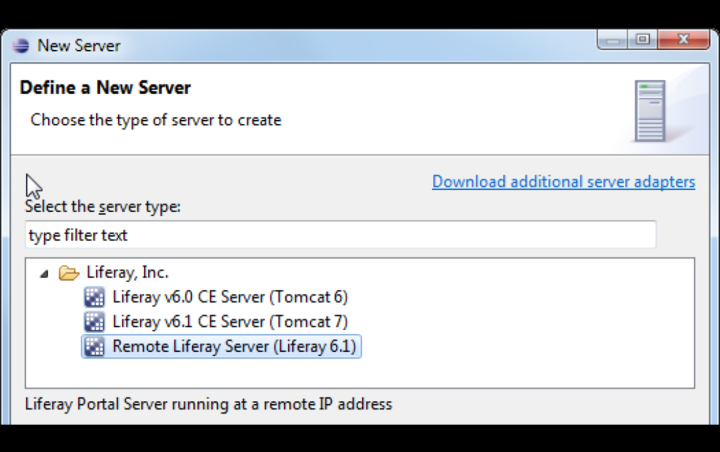 New Server
Define a New Server
Choose the type of server to create
Download additional server adapters
Select the server type:
type filter text
Liferay, Inc.
Liferay v6.0 CE Server (Tomcat 6)
Liferay v6.1 CE Server (Tomcat 7)
Remote Liferay Server (Liferay 6.1)
Liferay Portal Server running at a remote IP address